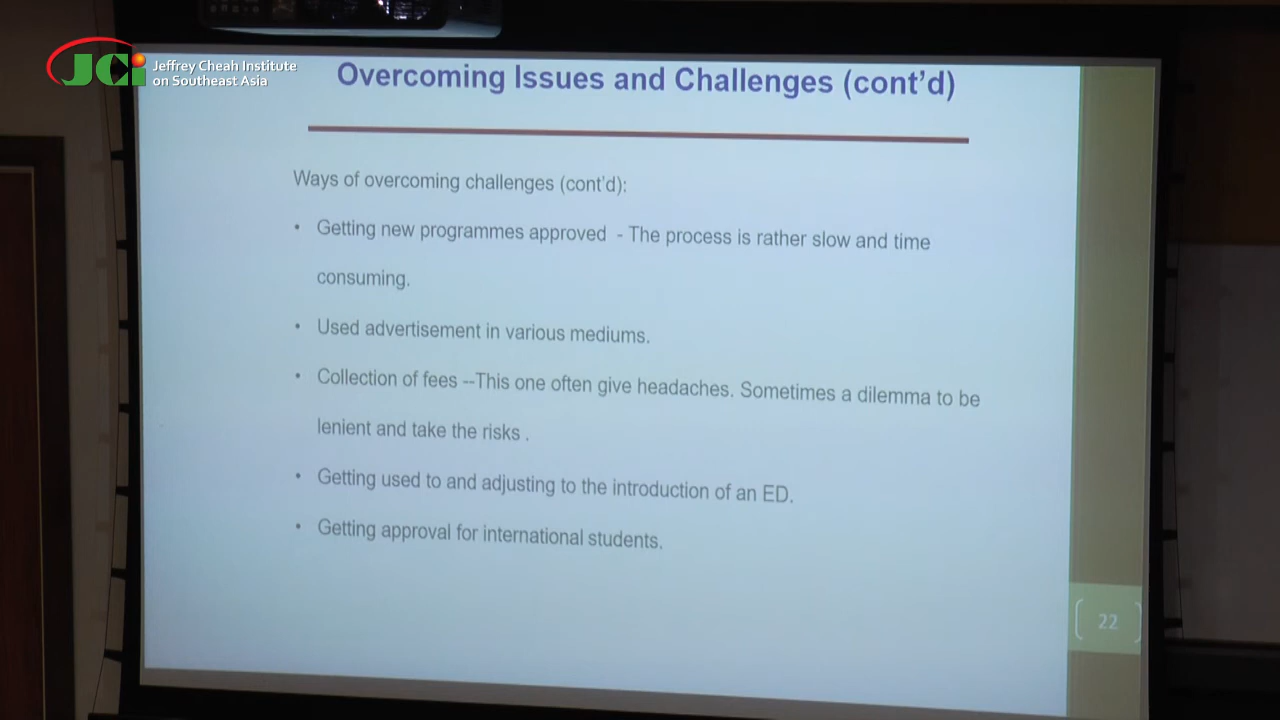 JCi Jeffrey Cheah Institute
on Southeast Asia
Overcoming Issues and Challenges (cont'd)
Ways of overcoming challenges (cont'd):
• Getting new programmes approved - The process is rather slow and time
consuming.
• Used advertisement in various mediums.
• Collection of fees --This one often give headaches. Sometimes a dilemma to be
lenient and take the risks .
• Getting used to and adjusting to the introduction of an ED.
• Getting approval for international students.
22